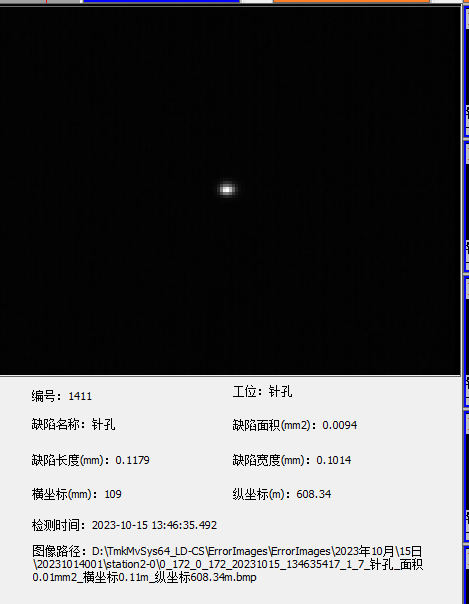 编号：1411
工位：针孔
缺陷名称：针孔
缺陷面积(mm2)：0.0094
缺陷长度(mm)：0.1179
缺陷宽度(mm)：0.1014
横坐标(mm)：109
纵坐标(m)：608.34
检测时间：2023-10-15 13:46:35.492
图像路径：D:\TmkMvSys64_LD-CS\ErrorImages\ErrorImages\2023年10月\15日
\20231014001\station2-0\0_172_0_172_20231015_134635417_1_7_针孔_面积
0.01mm2_横坐标0.11m_纵坐标608.34m.bmp